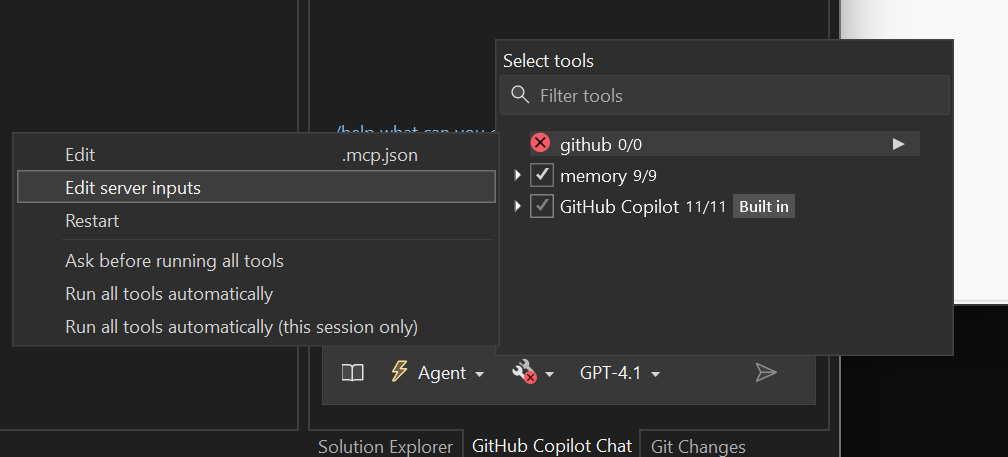 Select tools
Filter tools
/help what can you
github 0/0
memory 9/9
GitHub Copilot 11/11 Built in
Edit .mcp.json
Edit server inputs
Restart
Ask before running all tools
Run all tools automatically
Run all tools automatically (this session only)
Agent GPT-4.1
Solution Explorer GitHub Copilot Chat Git Changes